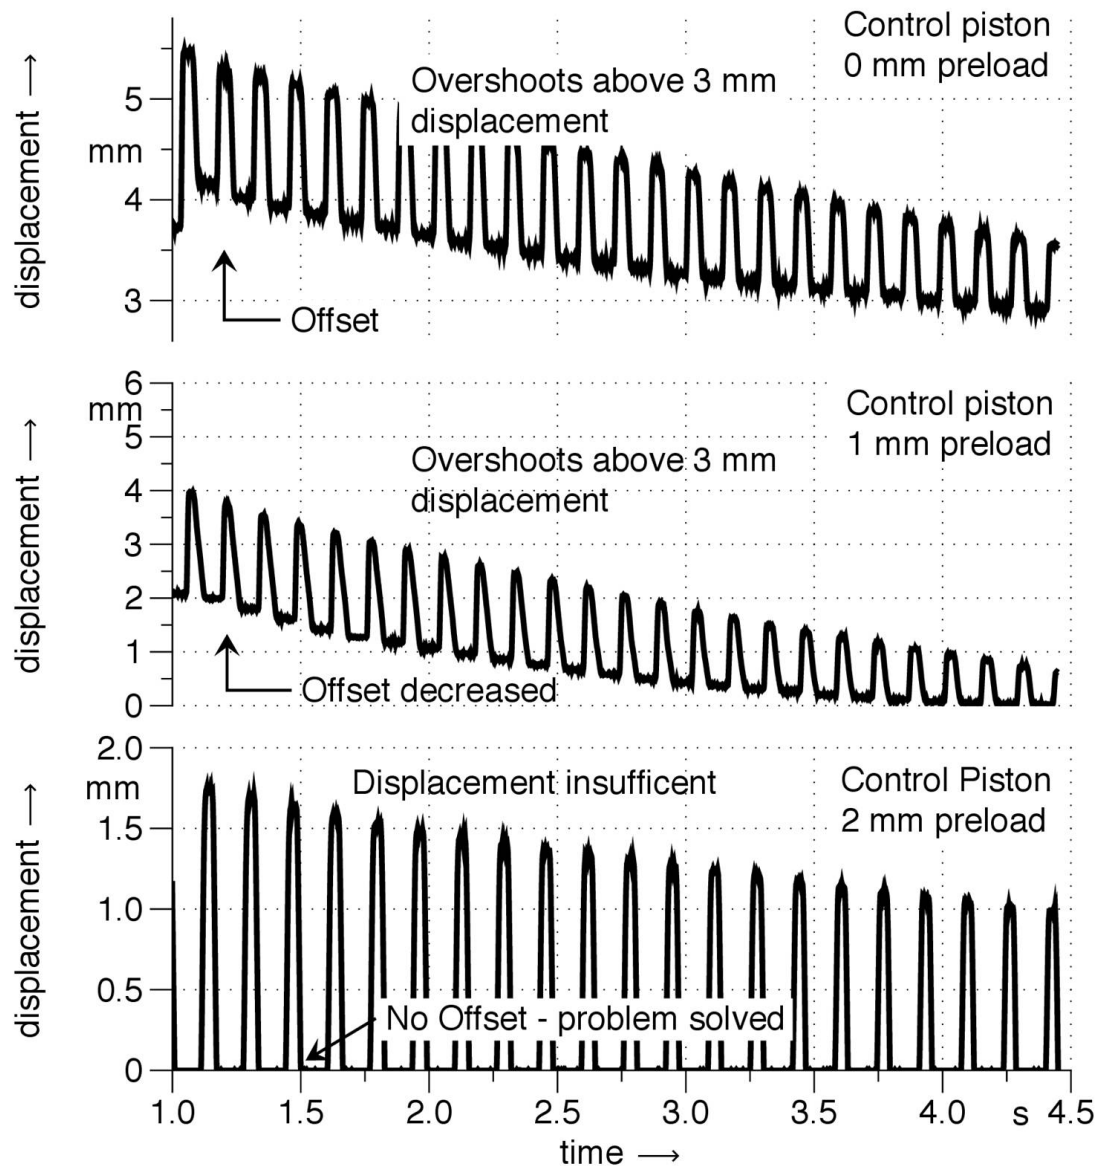 Control piston
0 mm preload
Overshoots above 3 mm
displacement
displacement
5
mm
4
3
Offset
6
mm
5
4
3
2
1
0
displacement
Control piston
1 mm preload
Overshoots above 3 mm
displacement
Offset decreased
2.0
mm
1.5
1.0
0.5
0
displacement
Displacement insufficent
Control Piston
2 mm preload
No Offset - problem solved
1.0 1.5 2.0 2.5 3.0 3.5 4.0 s 4.5
time